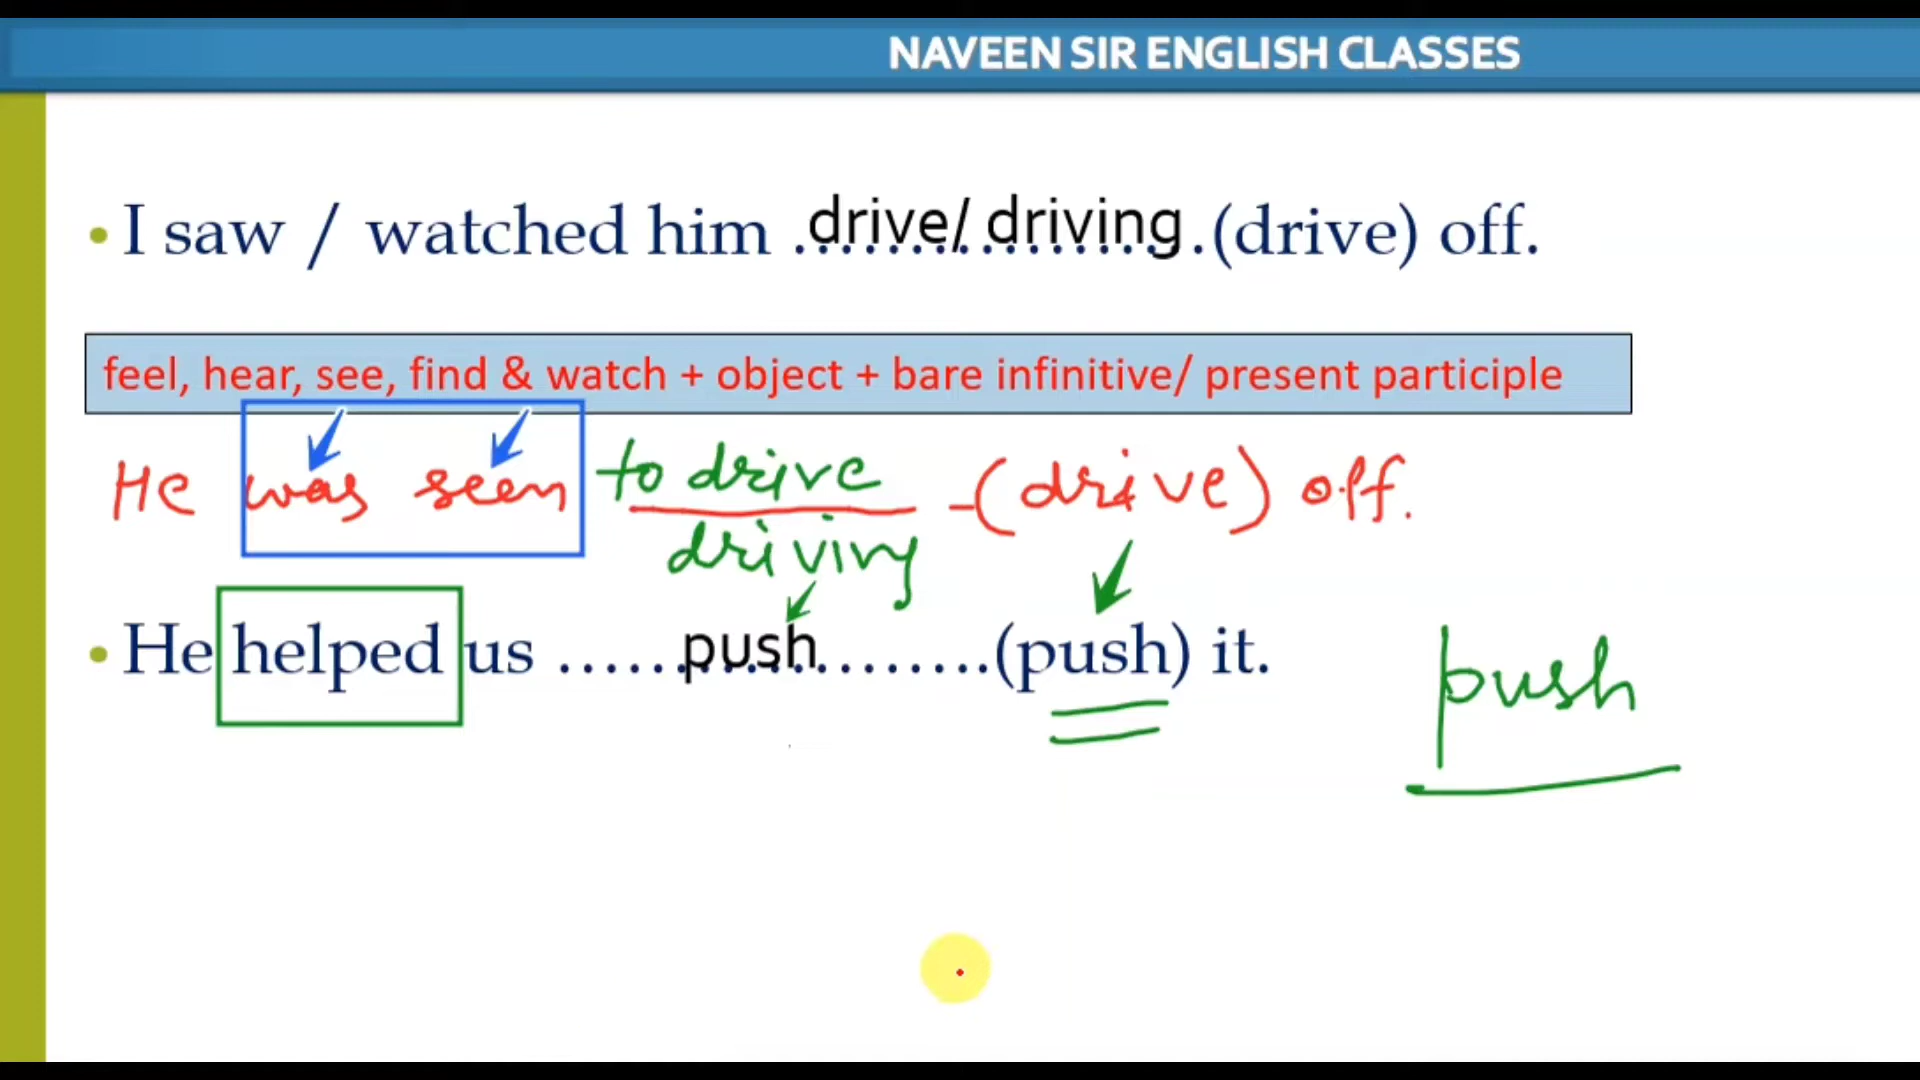 NAVEEN SIR ENGLISH CLASSES
• I saw / watched him ................drive/ driving.(drive) off.
feel, hear, see, find & watch + object + bare infinitive/ present participle
He was seen to drive (drive) off.
driving
• He helped us ......push...........(push) it.
push